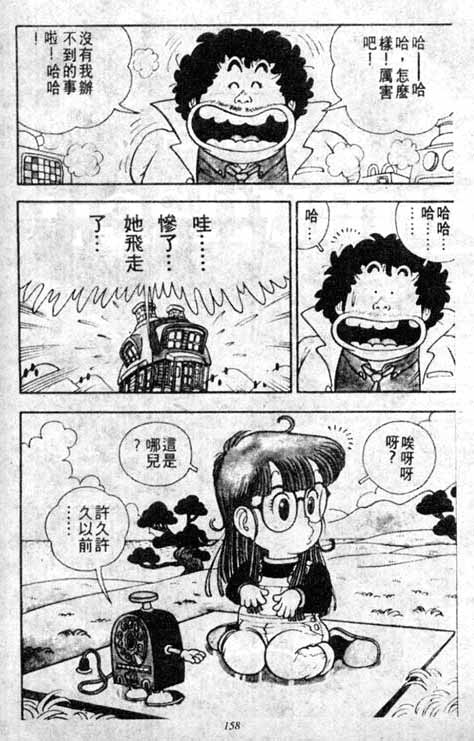 哈——哈
哈，怎麼
樣！厲害
吧！
沒有我辦
不到的事
啦！哈哈
！
哈哈
哈哈……
……
哈…
哇……
慘了…
她飛走
了…
唉呀呀
呀？
這是
哪兒
？
許久許
久以前
……
158